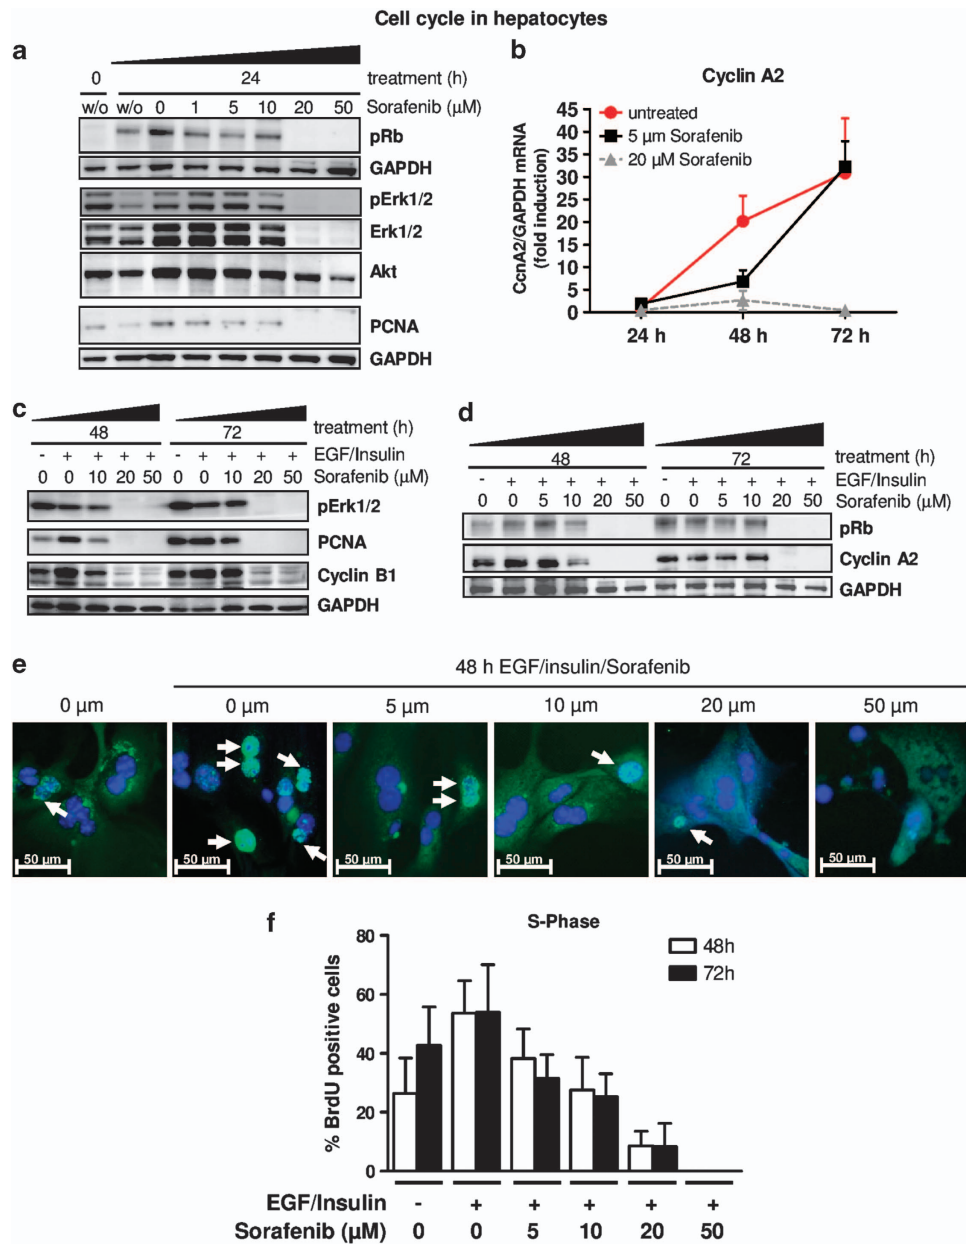 Cell cycle in hepatocytes
a
0 24 treatment (h)
w/o w/o 0 1 5 10 20 50 Sorafenib (µM)
pRb
GAPDH
pErk1/2
Erk1/2
Akt
PCNA
GAPDH
b
Cyclin A2
untreated
5 µm Sorafenib
20 µM Sorafenib
CcnA2/GAPDH mRNA
(fold induction)
45
40
35
30
25
20
15
10
5
0
24 h 48 h 72 h
c
48 72 treatment (h)
- + + + + - + + + + EGF/Insulin
0 0 10 20 50 0 0 10 20 50 Sorafenib (µM)
pErk1/2
PCNA
Cyclin B1
GAPDH
d
48 72 treatment (h)
- + + + + + - + + + + + EGF/Insulin
0 0 5 10 20 50 0 0 5 10 20 50 Sorafenib (µM)
pRb
Cyclin A2
GAPDH
e
48 h EGF/insulin/Sorafenib
0 µm 0 µm 5 µm 10 µm 20 µm 50 µm
50 µm 50 µm 50 µm 50 µm 50 µm 50 µm
f
S-Phase
48h
72h
% BrdU positive cells
80
60
40
20
0
EGF/Insulin - + + + + +
Sorafenib (µM) 0 0 5 10 20 50